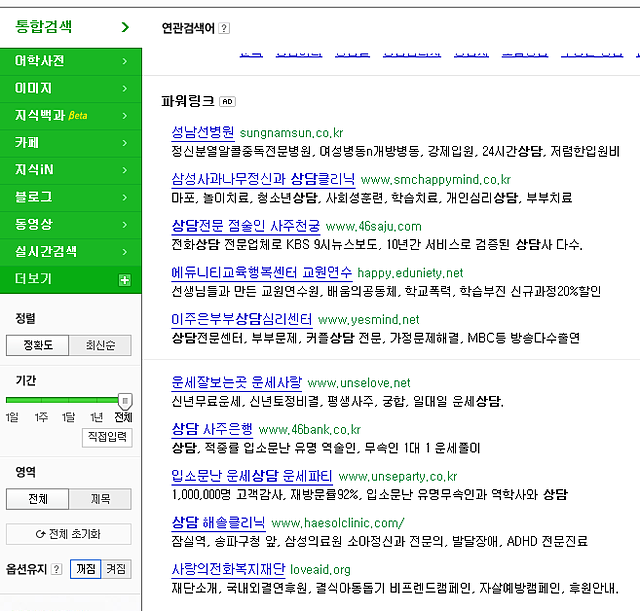 통합검색
어학사전
이미지
지식백과 Beta
카페
지식iN
블로그
동영상
실시간검색
더보기
정렬
정확도 최신순
기간
1일 1주 1달 1년 전체
직접입력
영역
전체 제목
전체 초기화
옵션유지 ? 꺼짐 켜짐
연관검색어 ?
파워링크 AD
성남선병원 sungnamsun.co.kr
정신분열알콜중독전문병원, 여성병동n개방병동, 강제입원, 24시간상담, 저렴한입원비
삼성사과나무정신과 상담클리닉 www.smchappymind.co.kr
마포, 놀이치료, 청소년상담, 사회성훈련, 학습치료, 개인심리상담, 부부치료
상담전문 점술인 사주천궁 www.46saju.com
전화상담 전문업체로 KBS 9시뉴스보도, 10년간 서비스로 검증된 상담사 다수.
에듀니티교육행복센터 교원연수 happy.eduniety.net
선생님들과 만든 교원연수원, 배움의공동체, 학교폭력, 학습부진 신규과정20%할인
이주은부부상담심리센터 www.yesmind.net
상담전문센터, 부부문제, 커플상담 전문, 가정문제해결, MBC등 방송다수출연
운세잘보는곳 운세사랑 www.unselove.net
신년무료운세, 신년토정비결, 평생사주, 궁합, 일대일 운세상담.
상담 사주은행 www.46bank.co.kr
상담, 적중률 입소문난 유명 역술인, 무속인 1대 1 운세풀이
입소문난 운세상담 운세파티 www.unseparty.co.kr
1,000,000명 고객감사, 재방문률92%, 입소문난 유명무속인과 역학사와 상담
상담 해솔클리닉 www.haesolclinic.com/
잠실역, 송파구청 앞, 삼성의료원 소아정신과 전문의, 발달장애, ADHD 전문진료
사랑의전화복지재단 loveaid.org
재단소개, 국내외결연후원, 결식아동돕기 비프렌드캠페인, 자살예방캠페인, 후원안내.